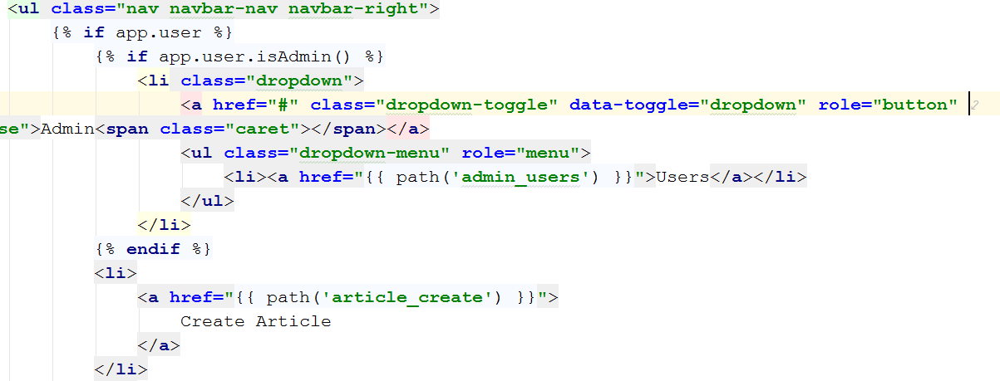 <ul class="nav navbar-nav navbar-right">
{% if app.user %}
{% if app.user.isAdmin() %}
<li class="dropdown">
<a href="#" class="dropdown-toggle" data-toggle="dropdown" role="button"
se">Admin<span class="caret"></span></a>
<ul class="dropdown-menu" role="menu">
<li><a href="{{ path('admin_users') }}">Users</a></li>
</ul>
</li>
{% endif %}
<li>
<a href="{{ path('article_create') }}">
Create Article
</a>
</li>